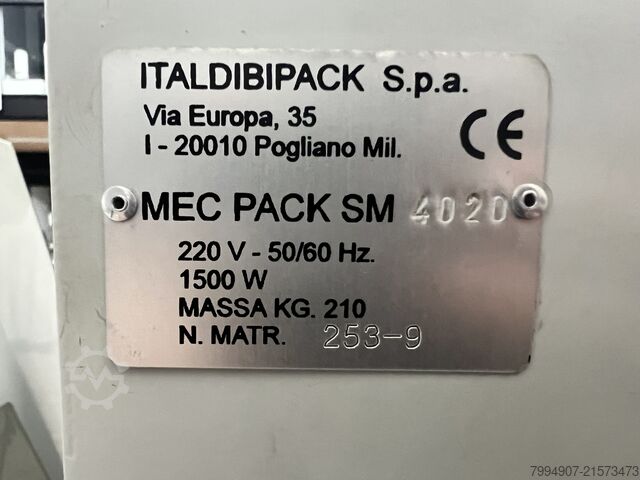 ITALDIBIPACK S.p.a.
Via Europa, 35
I - 20010 Pogliano Mil.
CE
MEC PACK SM 4020
220 V - 50/60 Hz.
1500 W
MASSA KG. 210
N. MATR. 253-9
7994907-21573473